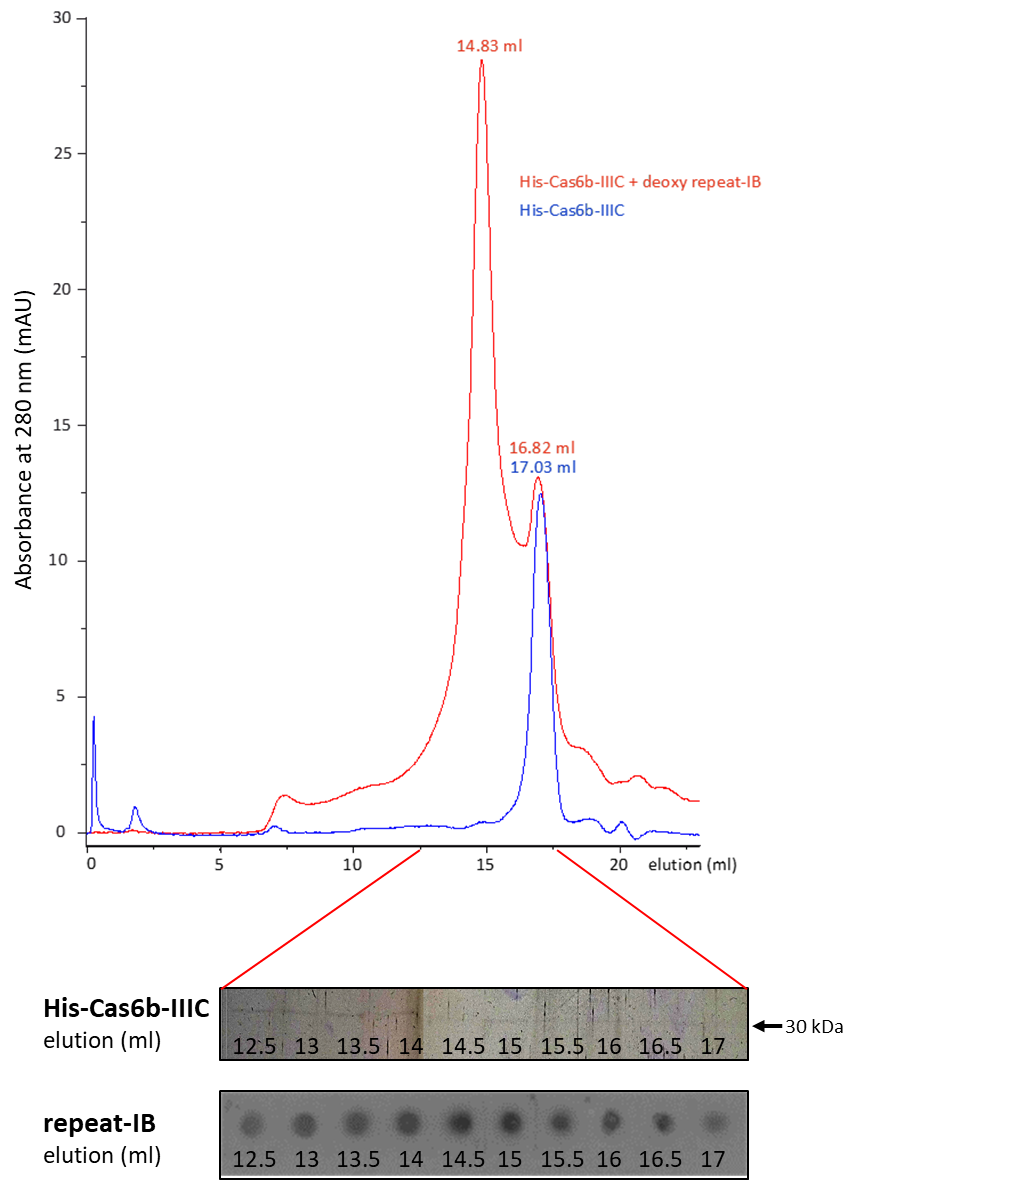 30
14.83 ml
25
His-Cas6b-IIIC + deoxy repeat-IB
His-Cas6b-IIIC
20
Absorbance at 280 nm (mAU)
15
16.82 ml
17.03 ml
10
5
0
0 5 10 15 20 elution (ml)
His-Cas6b-IIIC
elution (ml)
12.5 13 13.5 14 14.5 15 15.5 16 16.5 17
30 kDa
repeat-IB
elution (ml)
12.5 13 13.5 14 14.5 15 15.5 16 16.5 17